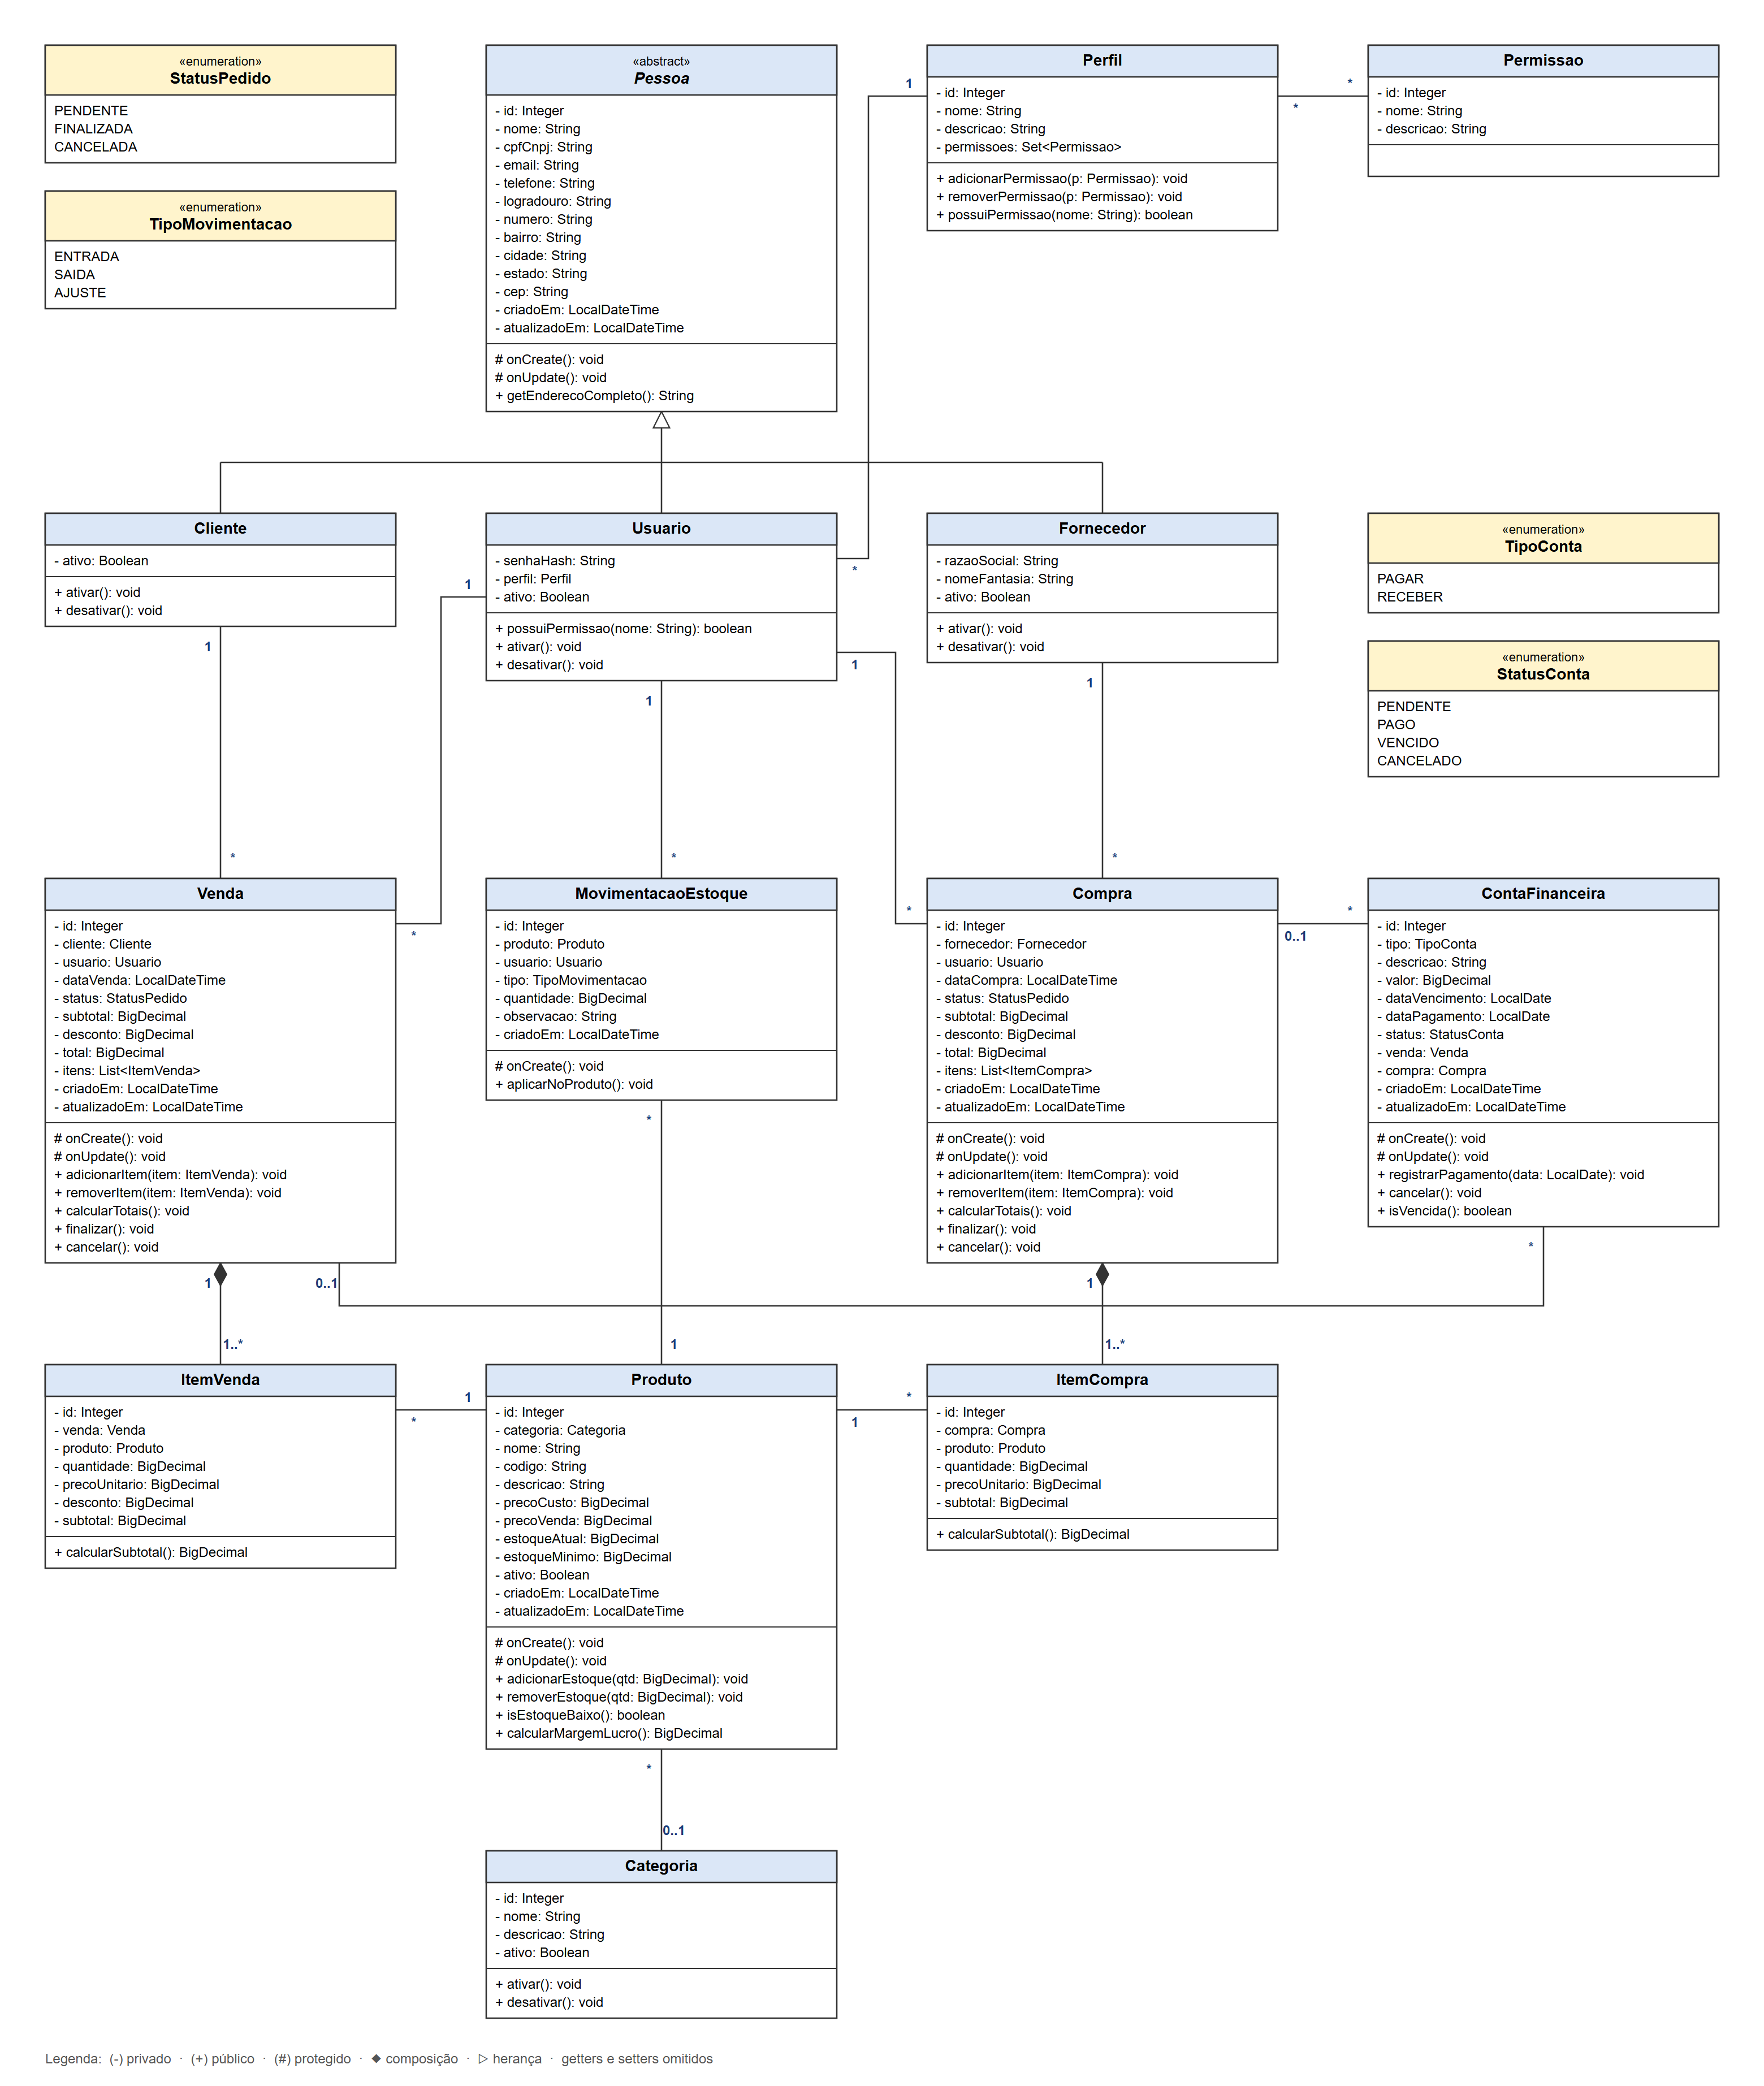 «enumeration»
StatusPedido
PENDENTE
FINALIZADA
CANCELADA
«enumeration»
TipoMovimentacao
ENTRADA
SAIDA
AJUSTE
«abstract»
Pessoa
- id: Integer
- nome: String
- cpfCnpj: String
- email: String
- telefone: String
- logradouro: String
- numero: String
- bairro: String
- cidade: String
- estado: String
- cep: String
- criadoEm: LocalDateTime
- atualizadoEm: LocalDateTime
# onCreate(): void
# onUpdate(): void
+ getEnderecoCompleto(): String
1
Perfil
- id: Integer
- nome: String
- descricao: String
- permissoes: Set<Permissao>
+ adicionarPermissao(p: Permissao): void
+ removerPermissao(p: Permissao): void
+ possuiPermissao(nome: String): boolean
*
*
Permissao
- id: Integer
- nome: String
- descricao: String
Cliente
- ativo: Boolean
+ ativar(): void
+ desativar(): void
1
*
1
Usuario
- senhaHash: String
- perfil: Perfil
- ativo: Boolean
+ possuiPermissao(nome: String): boolean
+ ativar(): void
+ desativar(): void
*
1
1
*
Fornecedor
- razaoSocial: String
- nomeFantasia: String
- ativo: Boolean
+ ativar(): void
+ desativar(): void
1
*
«enumeration»
TipoConta
PAGAR
RECEBER
«enumeration»
StatusConta
PENDENTE
PAGO
VENCIDO
CANCELADO
Venda
- id: Integer
- cliente: Cliente
- usuario: Usuario
- dataVenda: LocalDateTime
- status: StatusPedido
- subtotal: BigDecimal
- desconto: BigDecimal
- total: BigDecimal
- itens: List<ItemVenda>
- criadoEm: LocalDateTime
- atualizadoEm: LocalDateTime
# onCreate(): void
# onUpdate(): void
+ adicionarItem(item: ItemVenda): void
+ removerItem(item: ItemVenda): void
+ calcularTotais(): void
+ finalizar(): void
+ cancelar(): void
*
1
0..1
1..*
MovimentacaoEstoque
- id: Integer
- produto: Produto
- usuario: Usuario
- tipo: TipoMovimentacao
- quantidade: BigDecimal
- observacao: String
- criadoEm: LocalDateTime
# onCreate(): void
+ aplicarNoProduto(): void
*
1
*
Compra
- id: Integer
- fornecedor: Fornecedor
- usuario: Usuario
- dataCompra: LocalDateTime
- status: StatusPedido
- subtotal: BigDecimal
- desconto: BigDecimal
- total: BigDecimal
- itens: List<ItemCompra>
- criadoEm: LocalDateTime
- atualizadoEm: LocalDateTime
# onCreate(): void
# onUpdate(): void
+ adicionarItem(item: ItemCompra): void
+ removerItem(item: ItemCompra): void
+ calcularTotais(): void
+ finalizar(): void
+ cancelar(): void
1
1..*
*
0..1
ContaFinanceira
- id: Integer
- tipo: TipoConta
- descricao: String
- valor: BigDecimal
- dataVencimento: LocalDate
- dataPagamento: LocalDate
- status: StatusConta
- venda: Venda
- compra: Compra
- criadoEm: LocalDateTime
- atualizadoEm: LocalDateTime
# onCreate(): void
# onUpdate(): void
+ registrarPagamento(data: LocalDate): void
+ cancelar(): void
+ isVencida(): boolean
*
ItemVenda
- id: Integer
- venda: Venda
- produto: Produto
- quantidade: BigDecimal
- precoUnitario: BigDecimal
- desconto: BigDecimal
- subtotal: BigDecimal
+ calcularSubtotal(): BigDecimal
1
*
Produto
- id: Integer
- categoria: Categoria
- nome: String
- codigo: String
- descricao: String
- precoCusto: BigDecimal
- precoVenda: BigDecimal
- estoqueAtual: BigDecimal
- estoqueMinimo: BigDecimal
- ativo: Boolean
- criadoEm: LocalDateTime
- atualizadoEm: LocalDateTime
# onCreate(): void
# onUpdate(): void
+ adicionarEstoque(qtd: BigDecimal): void
+ removerEstoque(qtd: BigDecimal): void
+ isEstoqueBaixo(): boolean
+ calcularMargemLucro(): BigDecimal
*
1
ItemCompra
- id: Integer
- compra: Compra
- produto: Produto
- quantidade: BigDecimal
- precoUnitario: BigDecimal
- subtotal: BigDecimal
+ calcularSubtotal(): BigDecimal
*
0..1
Categoria
- id: Integer
- nome: String
- descricao: String
- ativo: Boolean
+ ativar(): void
+ desativar(): void
Legenda: (-) privado · (+) público · (#) protegido · ◆ composição · ▷ herança · getters e setters omitidos